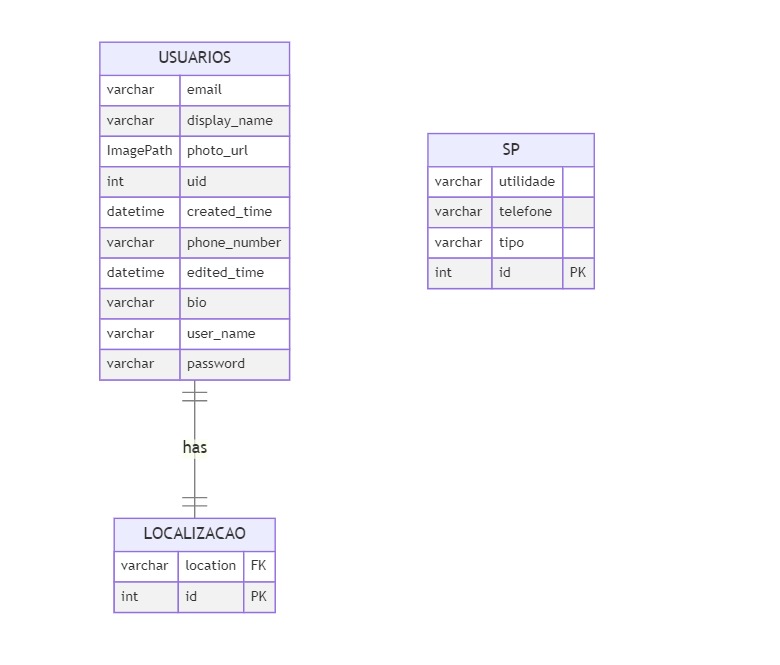 USUARIOS
varchar email
varchar display_name
ImagePath photo_url
int uid
datetime created_time
varchar phone_number
datetime edited_time
varchar bio
varchar user_name
varchar password
has
LOCALIZACAO
varchar location FK
int id PK
SP
varchar utilidade
varchar telefone
varchar tipo
int id PK